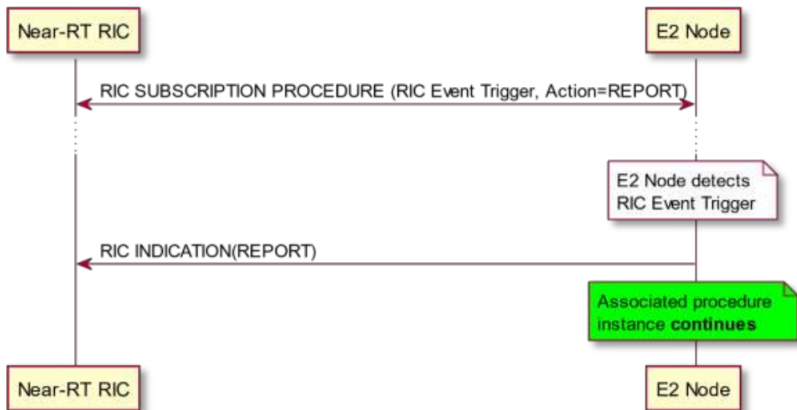 Near-RT RIC
E2 Node
RIC SUBSCRIPTION PROCEDURE (RIC Event Trigger, Action=REPORT)
E2 Node detects
RIC Event Trigger
RIC INDICATION(REPORT)
Associated procedure
instance continues
Near-RT RIC
E2 Node